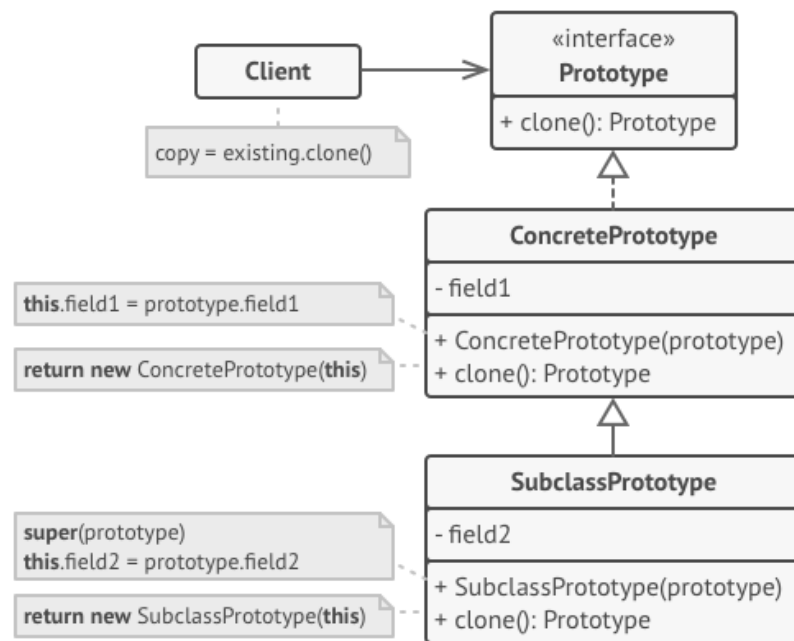 Client
«interface»
Prototype
+ clone(): Prototype
copy = existing.clone()
ConcretePrototype
- field1
this.field1 = prototype.field1
+ ConcretePrototype(prototype)
return new ConcretePrototype(this)
+ clone(): Prototype
SubclassPrototype
- field2
super(prototype)
this.field2 = prototype.field2
+ SubclassPrototype(prototype)
return new SubclassPrototype(this)
+ clone(): Prototype